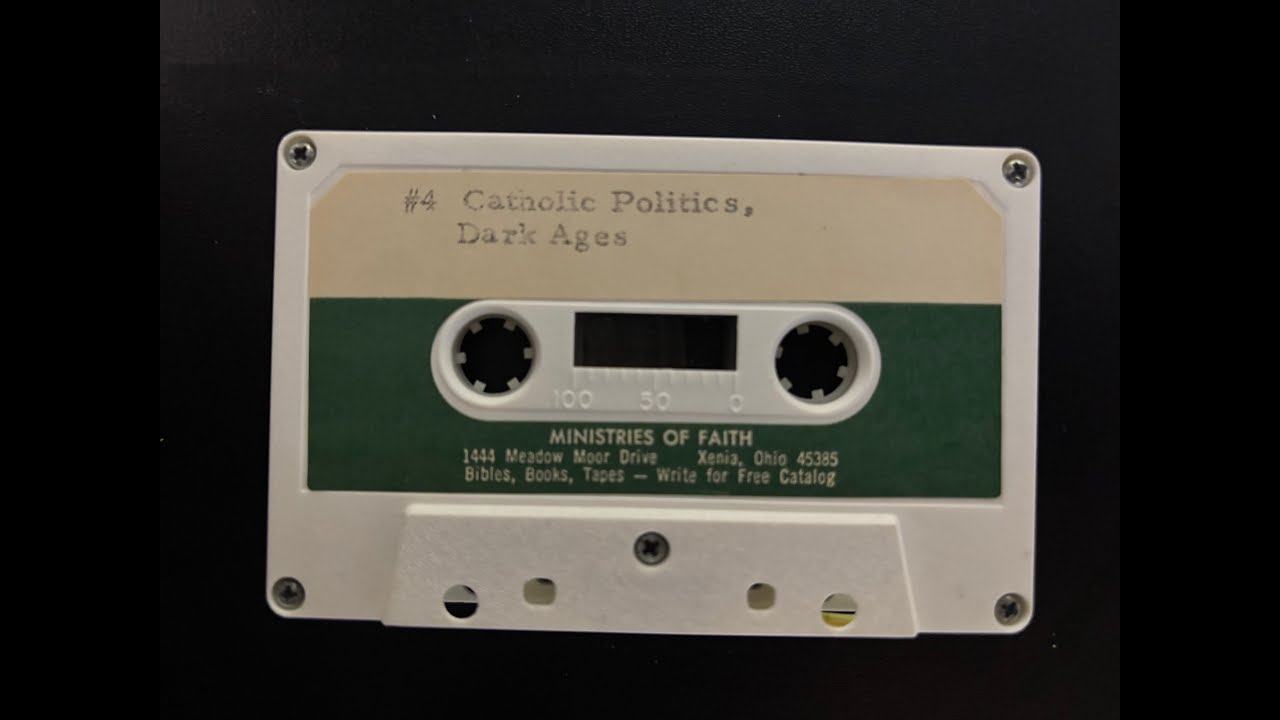 #4 Catholic Politics,
Dark Ages
100 50 0
MINISTRIES OF FAITH
1444 Meadow Moor Drive Xenia, Ohio 45385
Bibles, Books, Tapes — Write for Free Catalog